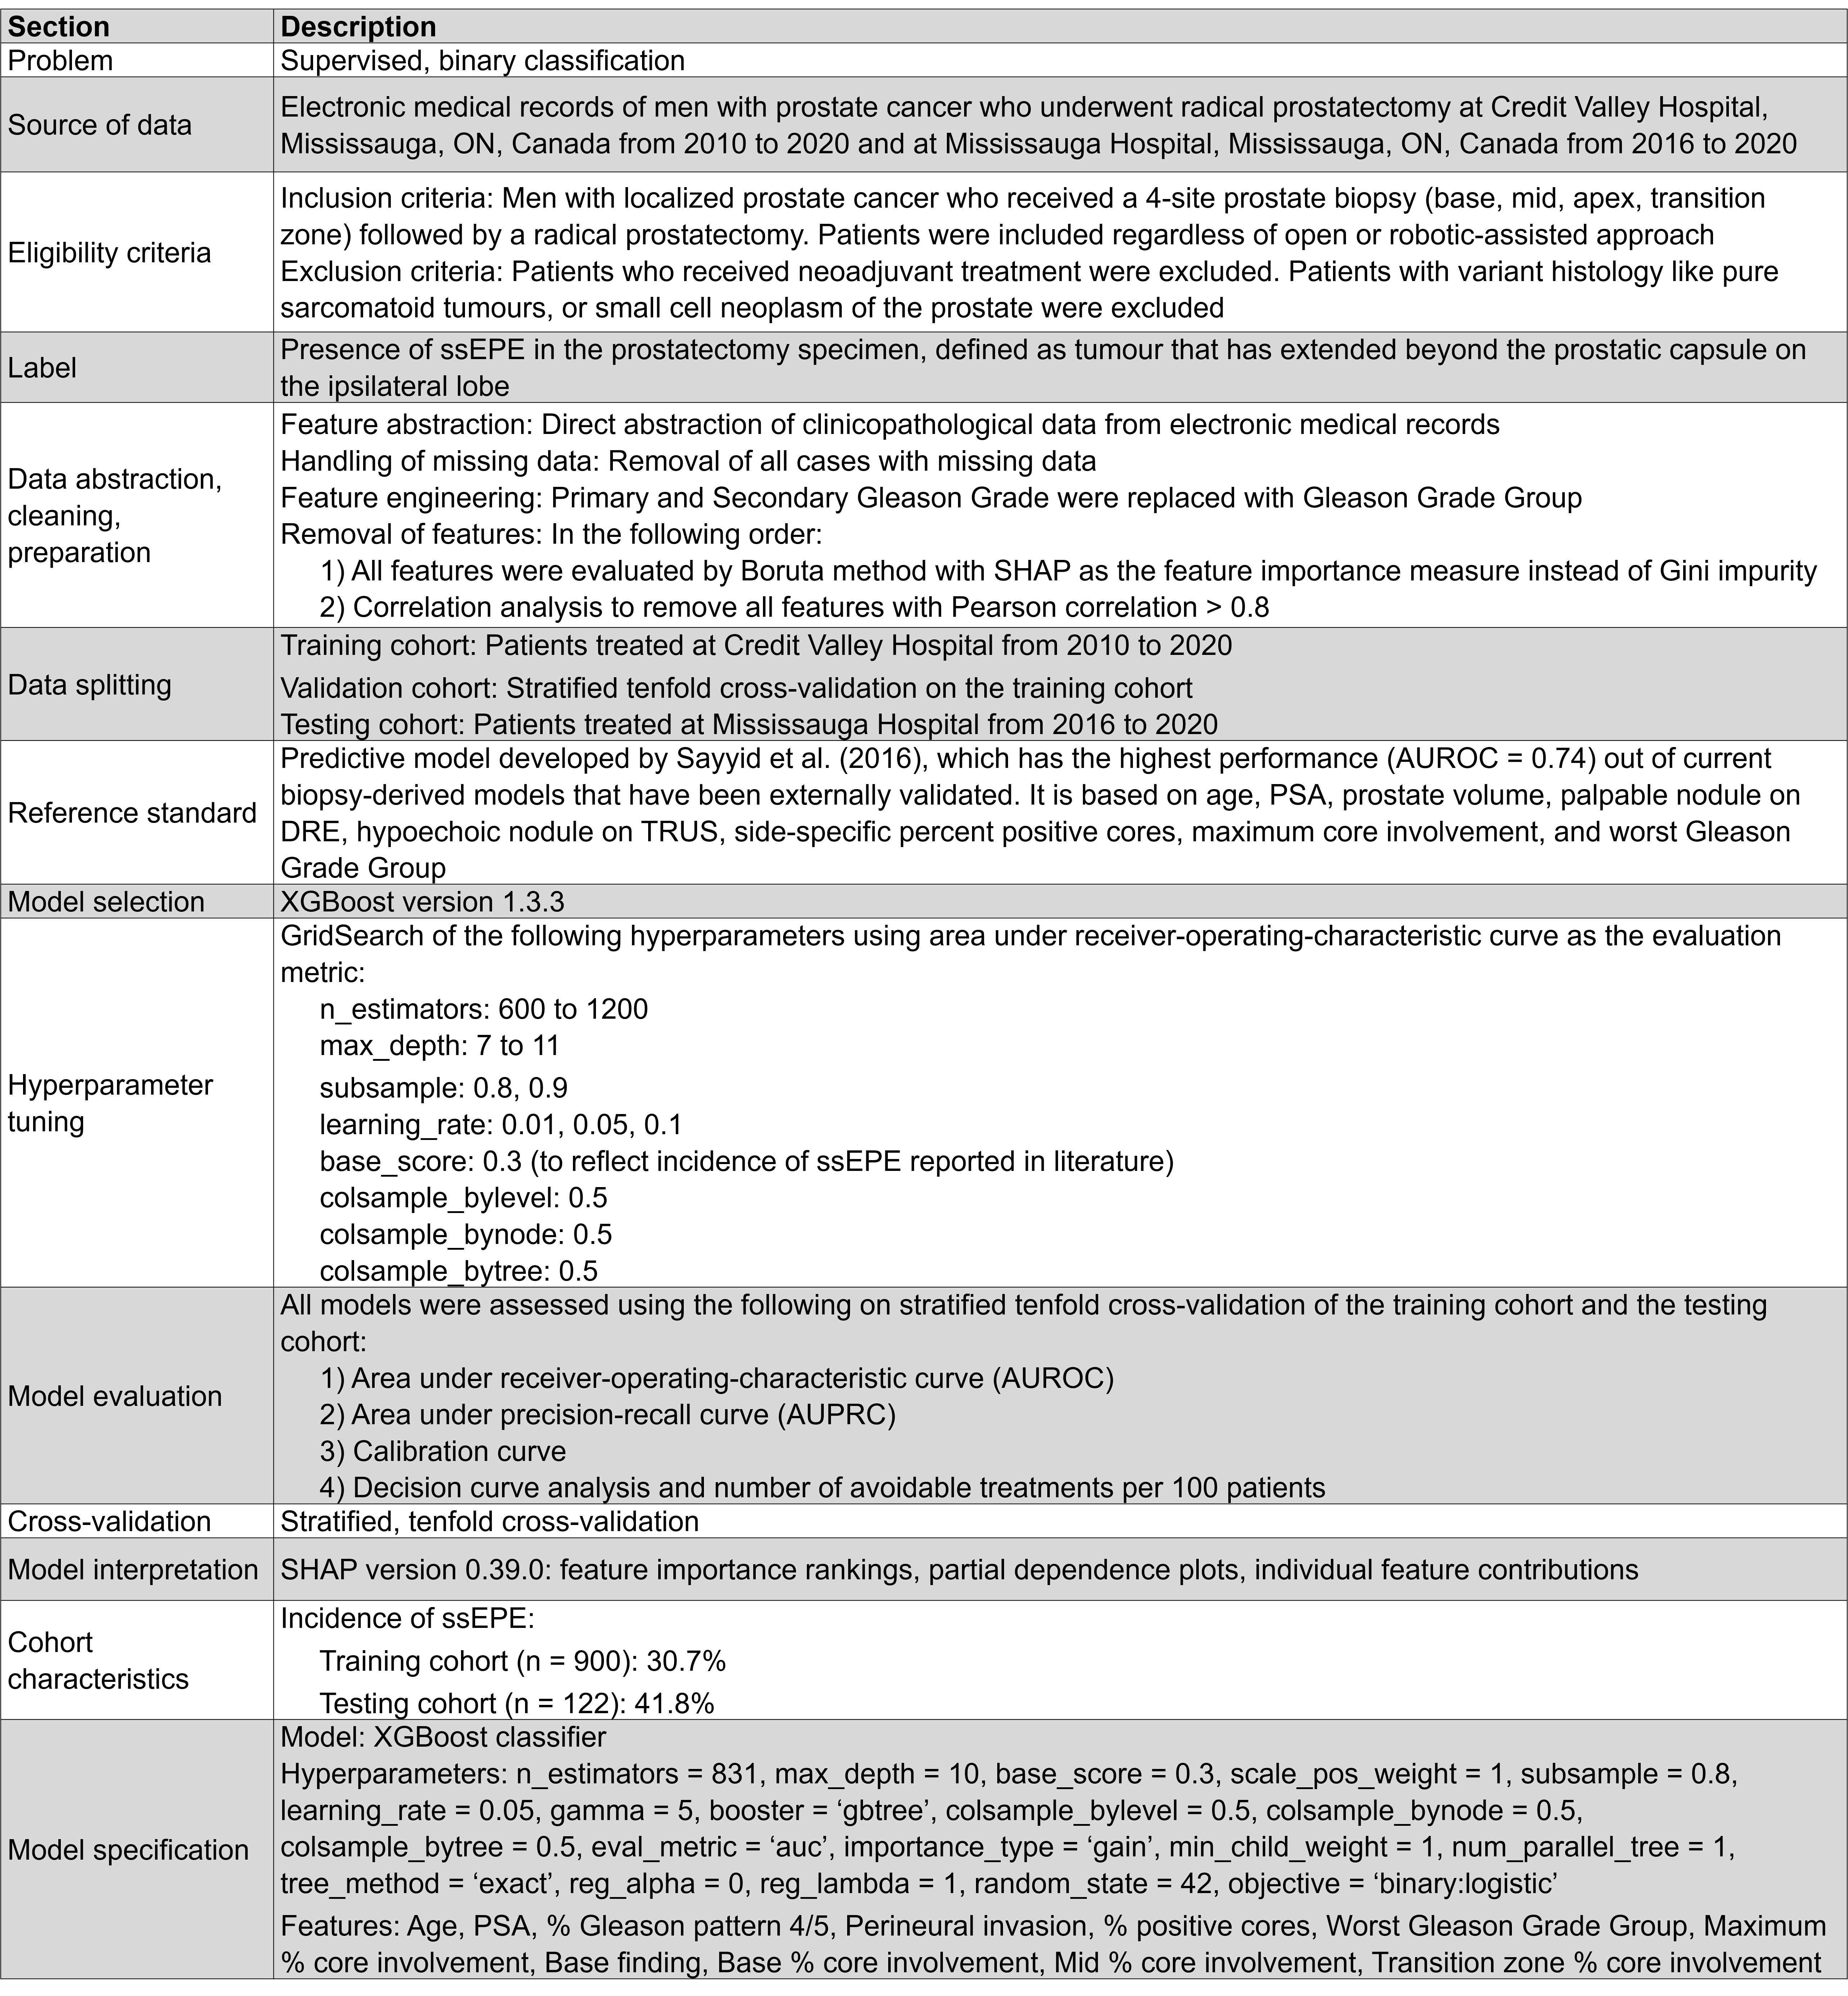 Section Description
Problem Supervised, binary classification
Source of data
Electronic medical records of men with prostate cancer who underwent radical prostatectomy at Credit Valley Hospital,
Mississauga, ON, Canada from 2010 to 2020 and at Mississauga Hospital, Mississauga, ON, Canada from 2016 to 2020
Eligibility criteria
Inclusion criteria: Men with localized prostate cancer who received a 4-site prostate biopsy (base, mid, apex, transition
zone) followed by a radical prostatectomy. Patients were included regardless of open or robotic-assisted approach
Exclusion criteria: Patients who received neoadjuvant treatment were excluded. Patients with variant histology like pure
sarcomatoid tumours, or small cell neoplasm of the prostate were excluded
Label
Presence of ssEPE in the prostatectomy specimen, defined as tumour that has extended beyond the prostatic capsule on
the ipsilateral lobe
Data abstraction,
cleaning,
preparation
Feature abstraction: Direct abstraction of clinicopathological data from electronic medical records
Handling of missing data: Removal of all cases with missing data
Feature engineering: Primary and Secondary Gleason Grade were replaced with Gleason Grade Group
Removal of features: In the following order:
1) All features were evaluated by Boruta method with SHAP as the feature importance measure instead of Gini impurity
2) Correlation analysis to remove all features with Pearson correlation > 0.8
Data splitting
Training cohort: Patients treated at Credit Valley Hospital from 2010 to 2020
Validation cohort: Stratified tenfold cross-validation on the training cohort
Testing cohort: Patients treated at Mississauga Hospital from 2016 to 2020
Reference standard
Predictive model developed by Sayyid et al. (2016), which has the highest performance (AUROC = 0.74) out of current
biopsy-derived models that have been externally validated. It is based on age, PSA, prostate volume, palpable nodule on
DRE, hypoechoic nodule on TRUS, side-specific percent positive cores, maximum core involvement, and worst Gleason
Grade Group
Model selection XGBoost version 1.3.3
Hyperparameter
tuning
GridSearch of the following hyperparameters using area under receiver-operating-characteristic curve as the evaluation
metric:
n_estimators: 600 to 1200
max_depth: 7 to 11
subsample: 0.8, 0.9
learning_rate: 0.01, 0.05, 0.1
base_score: 0.3 (to reflect incidence of ssEPE reported in literature)
colsample_bylevel: 0.5
colsample_bynode: 0.5
colsample_bytree: 0.5
Model evaluation
All models were assessed using the following on stratified tenfold cross-validation of the training cohort and the testing
cohort:
1) Area under receiver-operating-characteristic curve (AUROC)
2) Area under precision-recall curve (AUPRC)
3) Calibration curve
4) Decision curve analysis and number of avoidable treatments per 100 patients
Cross-validation Stratified, tenfold cross-validation
Model interpretation SHAP version 0.39.0: feature importance rankings, partial dependence plots, individual feature contributions
Cohort
characteristics
Incidence of ssEPE:
Training cohort (n = 900): 30.7%
Testing cohort (n = 122): 41.8%
Model specification
Model: XGBoost classifier
Hyperparameters: n_estimators = 831, max_depth = 10, base_score = 0.3, scale_pos_weight = 1, subsample = 0.8,
learning_rate = 0.05, gamma = 5, booster = ‘gbtree’, colsample_bylevel = 0.5, colsample_bynode = 0.5,
colsample_bytree = 0.5, eval_metric = ‘auc’, importance_type = ‘gain’, min_child_weight = 1, num_parallel_tree = 1,
tree_method = ‘exact’, reg_alpha = 0, reg_lambda = 1, random_state = 42, objective = ‘binary:logistic’
Features: Age, PSA, % Gleason pattern 4/5, Perineural invasion, % positive cores, Worst Gleason Grade Group, Maximum
% core involvement, Base finding, Base % core involvement, Mid % core involvement, Transition zone % core involvement